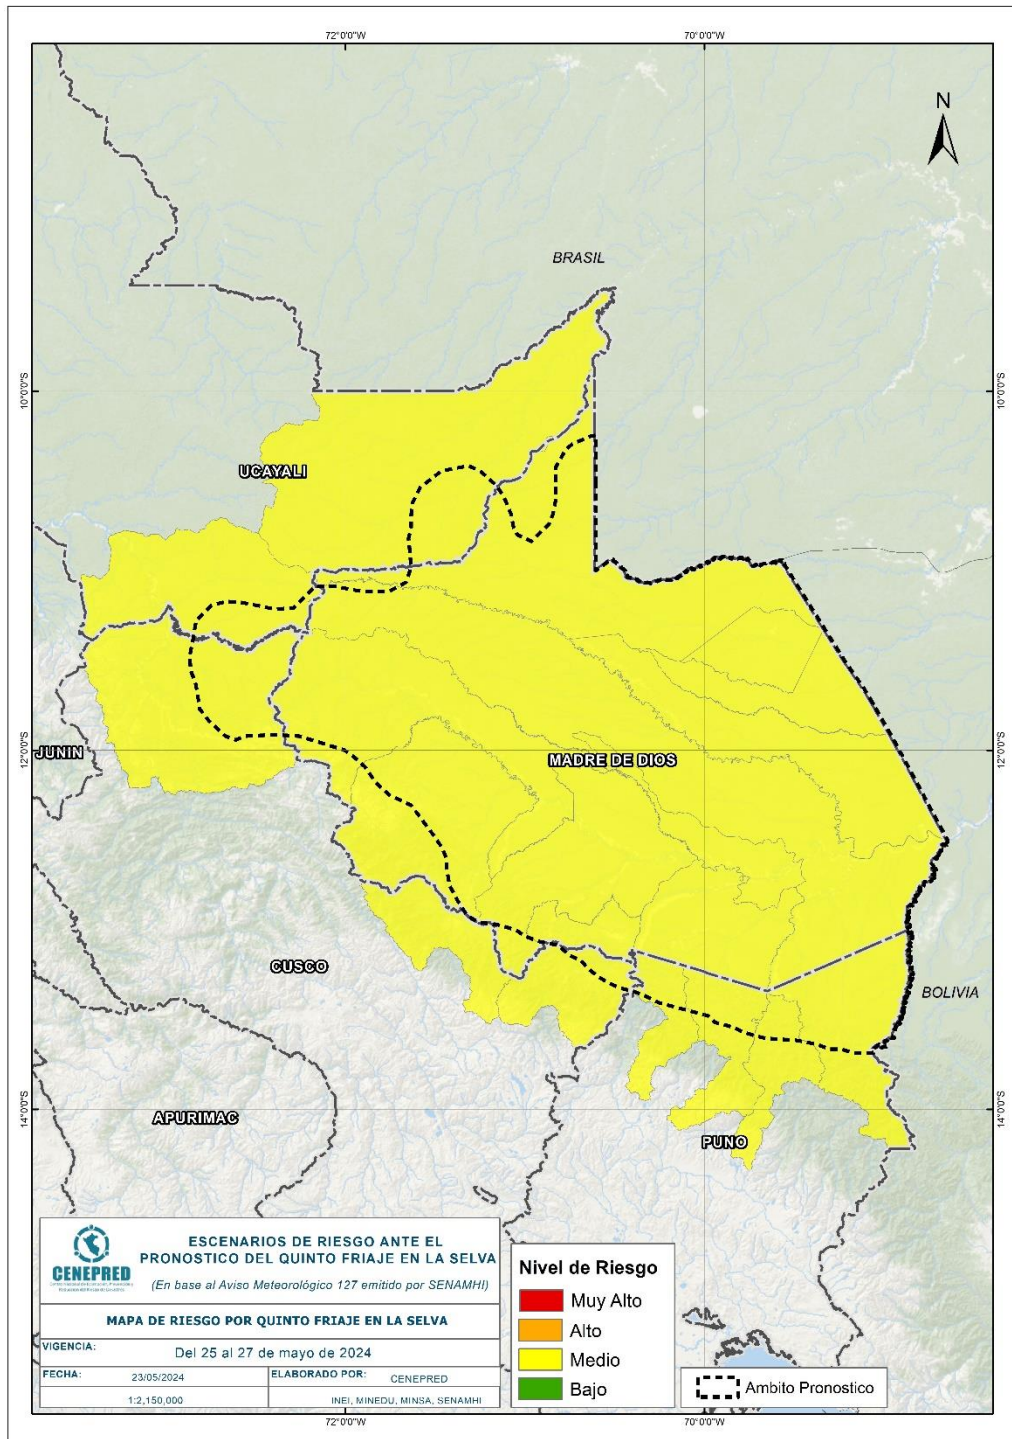 72°0'0"W
70°0'0"W
N
BRASIL
10°0'0"S
10°0'0"S
UCAYALI
JUNIN
12°0'0"S
MADRE DE DIOS
12°0'0"S
CUSCO
BOLIVIA
APURIMAC
14°0'0"S
PUNO
14°0'0"S
CENEPRED
ESCENARIOS DE RIESGO ANTE EL
PRONOSTICO DEL QUINTO FRIAJE EN LA SELVA
(En base al Aviso Meteorológico 127 emitido por SENAMHI)
MAPA DE RIESGO POR QUINTO FRIAJE EN LA SELVA
VIGENCIA:
Del 25 al 27 de mayo de 2024
FECHA:
23/05/2024
ELABORADO POR:
CENEPRED
1:2,150,000
INEI, MINEDU, MINSA, SENAMHI
Nivel de Riesgo
Muy Alto
Alto
Medio
Bajo
Ambito Pronostico
72°0'0"W
70°0'0"W